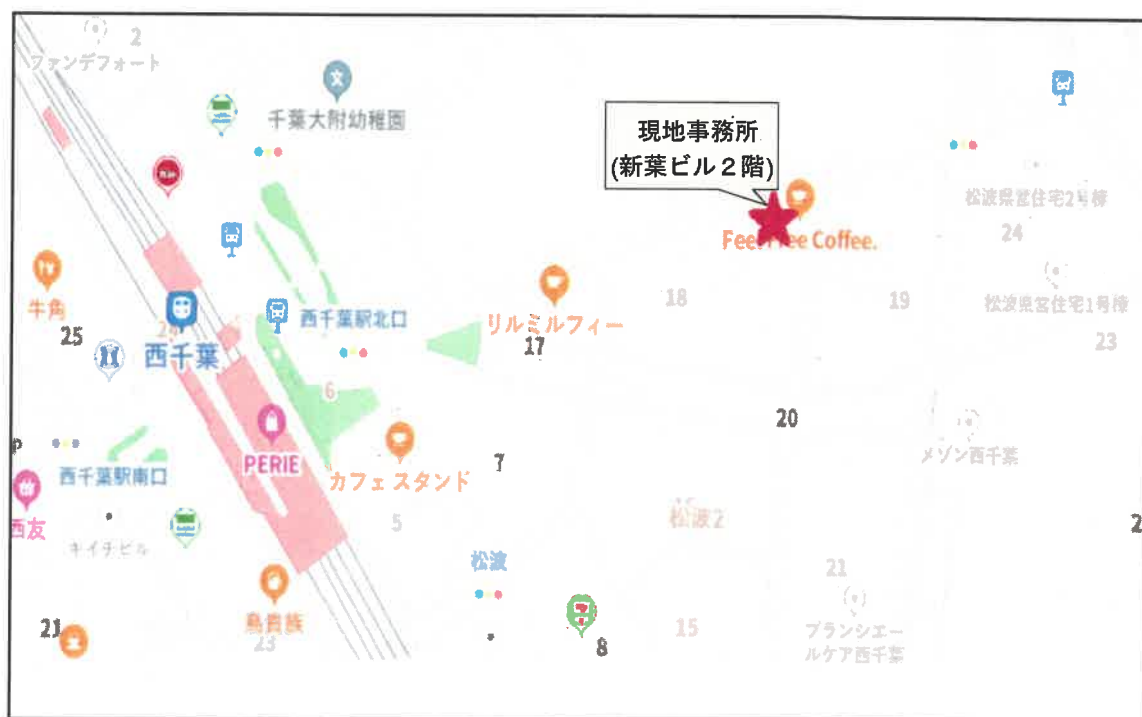 2
ファンデフォート
千葉大附幼稚園
現地事務所
(新葉ビル2階)
松波県営住宅2号棟
24
Feel Free Coffee.
牛角
25
西千葉
西千葉駅北口
リルミルフィー
17
18
19
松波県営住宅1号棟
23
6
20
PERIE
カフェ スタンド
7
メゾン西千葉
P
西千葉駅南口
西友
キイチビル
5
松波2
2
松波
21
鳥貴族
21
23
8
15
ブランシエー
ルケア西千葉